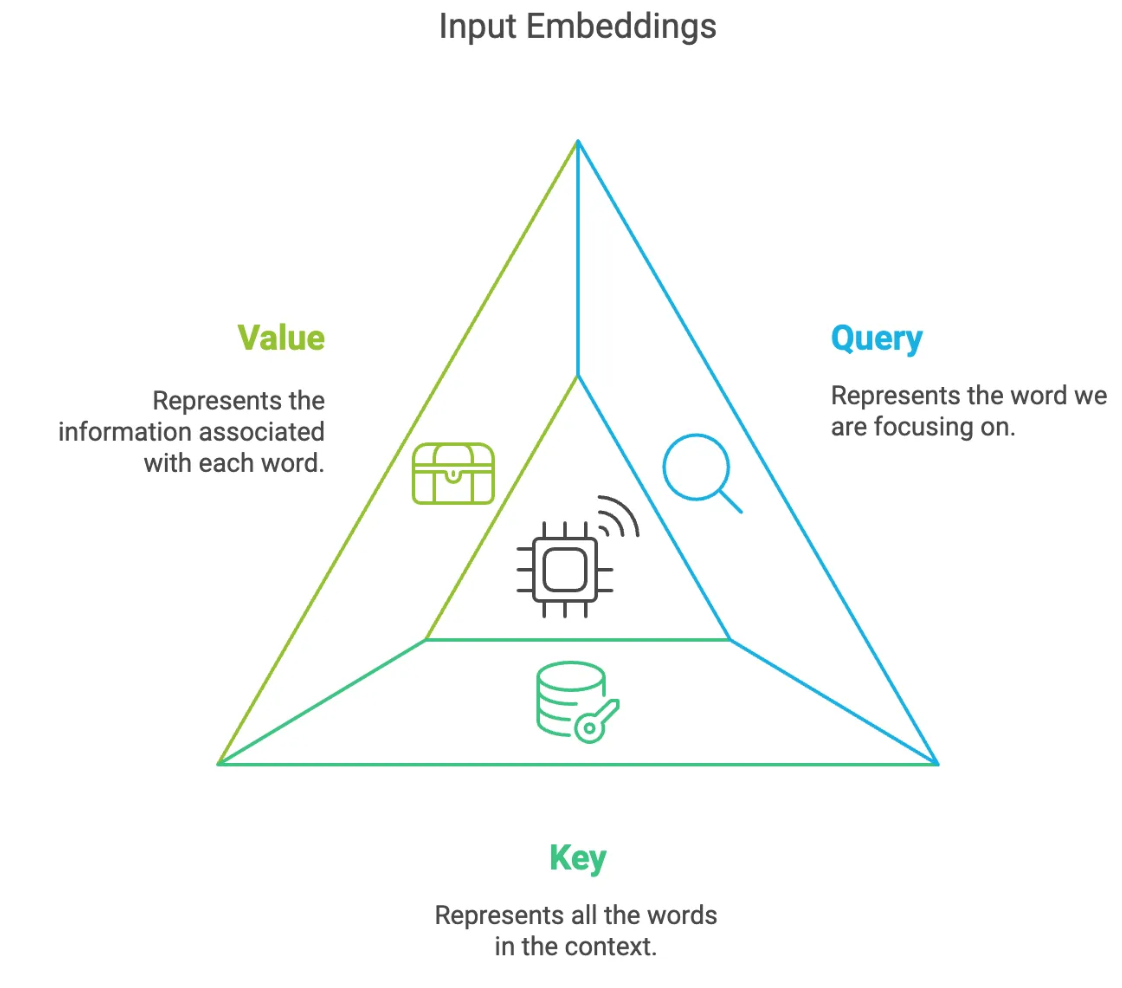 Input Embeddings
Value
Represents the
information associated
with each word.
Query
Represents the word we
are focusing on.
Key
Represents all the words
in the context.